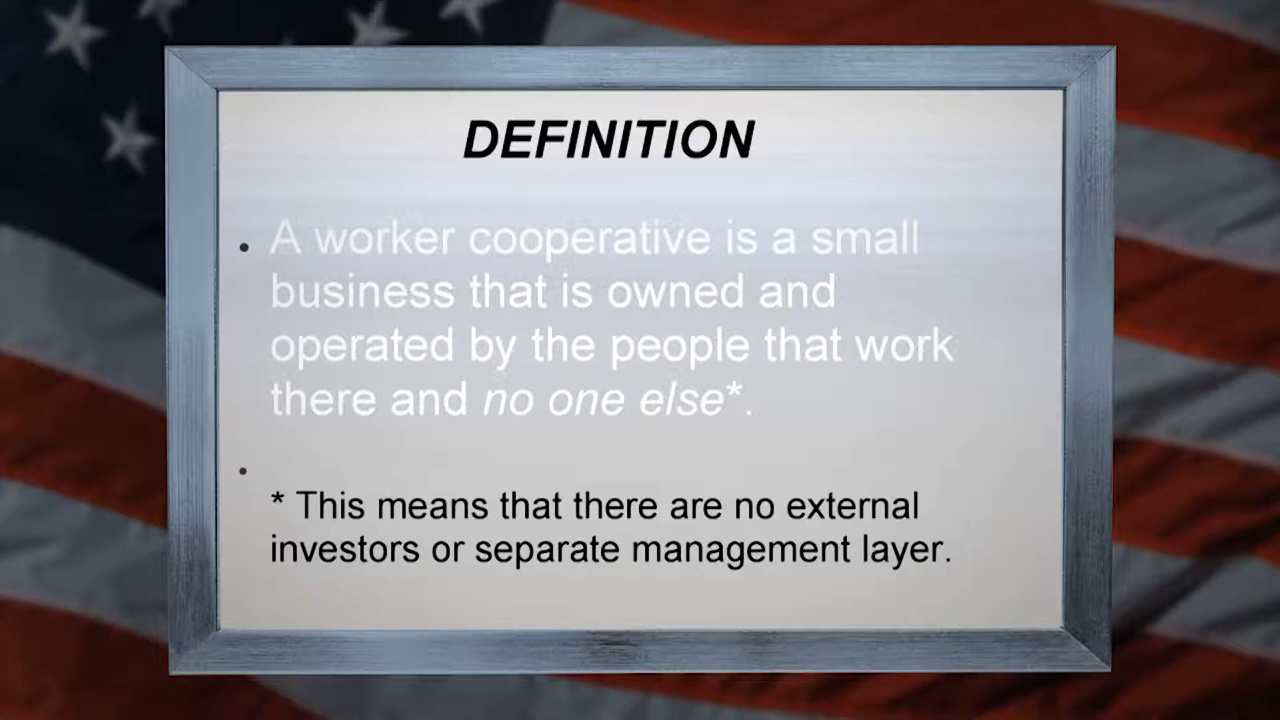 DEFINITION
• A worker cooperative is a small
business that is owned and
operated by the people that work
there and no one else*.
•
* This means that there are no external
investors or separate management layer.